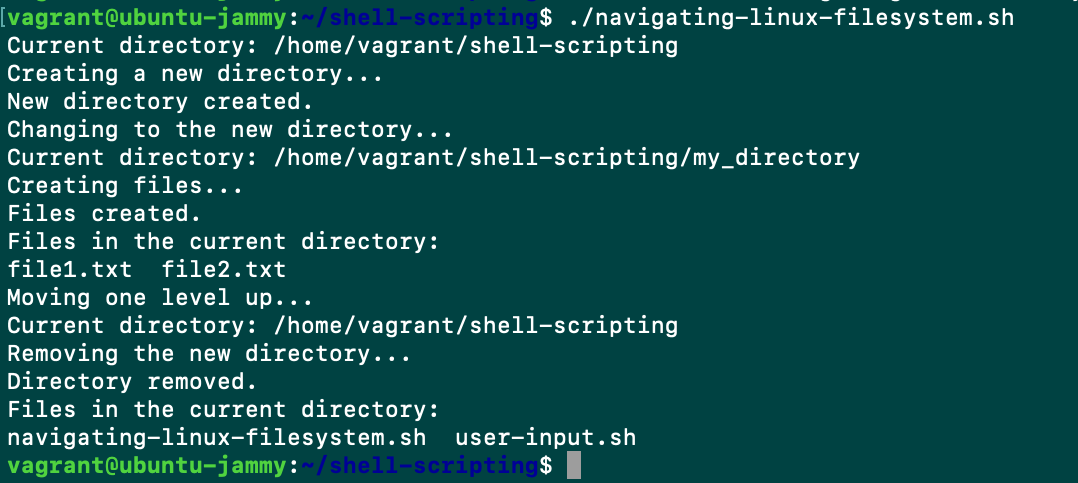 [vagrant@ubuntu-jammy:~/shell-scripting$ ./navigating-linux-filesystem.sh
Current directory: /home/vagrant/shell-scripting
Creating a new directory...
New directory created.
Changing to the new directory...
Current directory: /home/vagrant/shell-scripting/my_directory
Creating files...
Files created.
Files in the current directory:
file1.txt  file2.txt
Moving one level up...
Current directory: /home/vagrant/shell-scripting
Removing the new directory...
Directory removed.
Files in the current directory:
navigating-linux-filesystem.sh  user-input.sh
vagrant@ubuntu-jammy:~/shell-scripting$